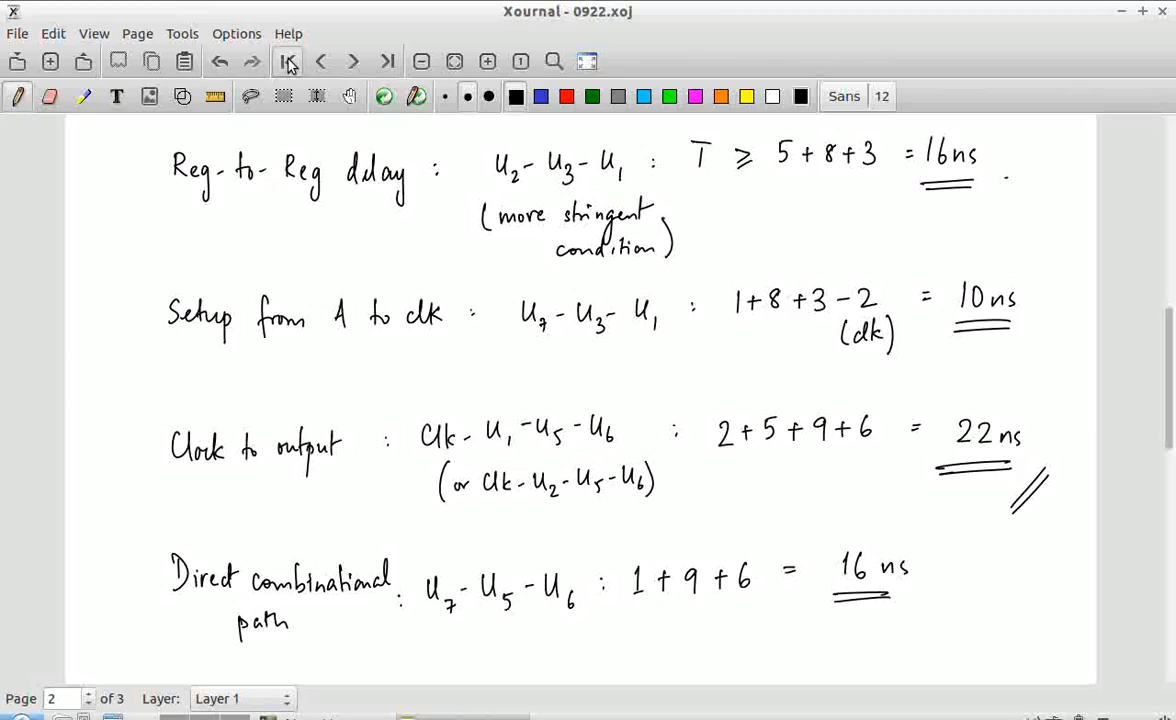 Xournal - 0922.xoj
File Edit View Page Tools Options Help
Sans 12
Reg-to-Reg delay : U₂ - U₃ - U₁ : T ⩾ 5+8+3 = 16ns
(more stringent
condition)
Setup from A to clk : U₇ - U₃ - U₁ : 1+8+3-2 = 10ns
(clk)
Clock to output : Clk - U₁ - U₅ - U₆ : 2+5+9+6 = 22ns
(or Clk - U₂ - U₅ - U₆)
Direct combinational : U₇ - U₅ - U₆ : 1+9+6 = 16 ns
path
Page 2 of 3 Layer: Layer 1